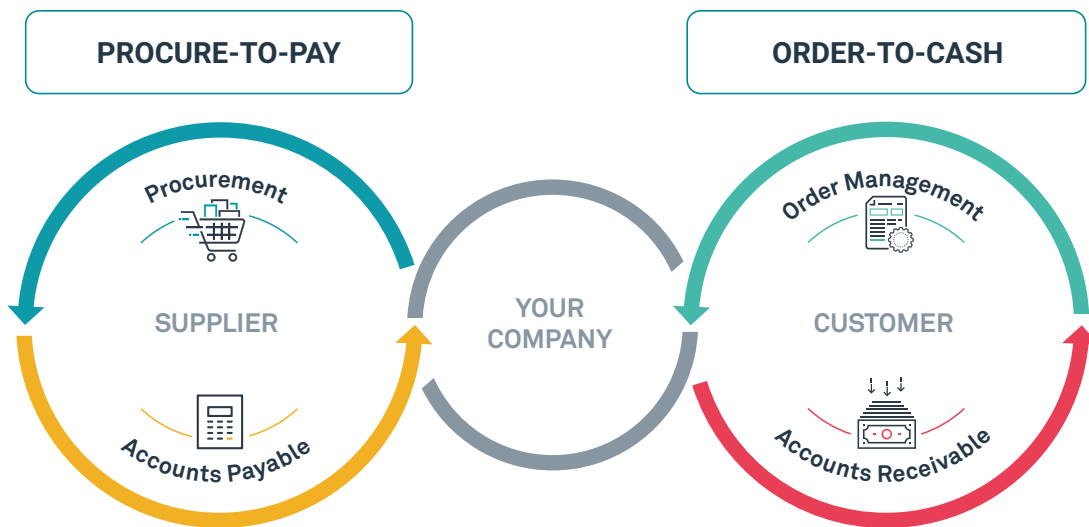 PROCURE-TO-PAY
ORDER-TO-CASH
Procurement
SUPPLIER
Accounts Payable
YOUR
COMPANY
Order Management
CUSTOMER
Accounts Receivable